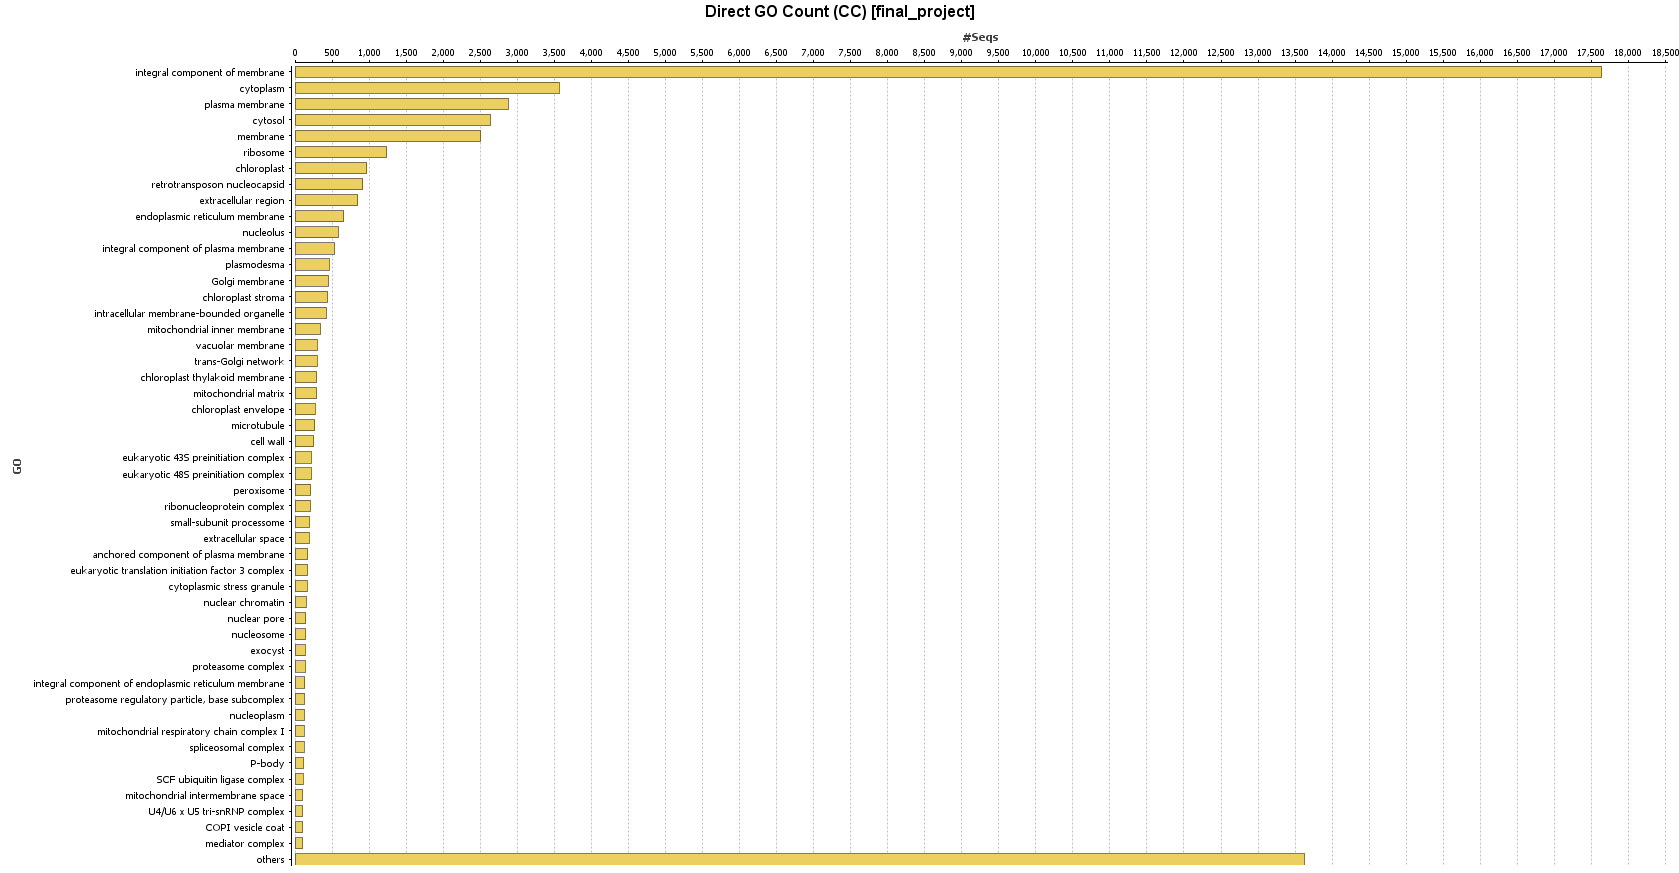 Direct GO Count (CC) [final_project]
#Seqs
0 500 1,000 1,500 2,000 2,500 3,000 3,500 4,000 4,500 5,000 5,500 6,000 6,500 7,000 7,500 8,000 8,500 9,000 9,500 10,000 10,500 11,000 11,500 12,000 12,500 13,000 13,500 14,000 14,500 15,000 15,500 16,000 16,500 17,000 17,500 18,000 18,500
integral component of membrane
cytoplasm
plasma membrane
cytosol
membrane
ribosome
chloroplast
retrotransposon nucleocapsid
extracellular region
endoplasmic reticulum membrane
nucleolus
integral component of plasma membrane
plasmodesma
Golgi membrane
chloroplast stroma
intracellular membrane-bounded organelle
mitochondrial inner membrane
vacuolar membrane
trans-Golgi network
chloroplast thylakoid membrane
mitochondrial matrix
chloroplast envelope
microtubule
cell wall
eukaryotic 43S preinitiation complex
GO
eukaryotic 48S preinitiation complex
peroxisome
ribonucleoprotein complex
small-subunit processome
extracellular space
anchored component of plasma membrane
eukaryotic translation initiation factor 3 complex
cytoplasmic stress granule
nuclear chromatin
nuclear pore
nucleosome
exocyst
proteasome complex
integral component of endoplasmic reticulum membrane
proteasome regulatory particle, base subcomplex
nucleoplasm
mitochondrial respiratory chain complex I
spliceosomal complex
P-body
SCF ubiquitin ligase complex
mitochondrial intermembrane space
U4/U6 x U5 tri-snRNP complex
COPI vesicle coat
mediator complex
others